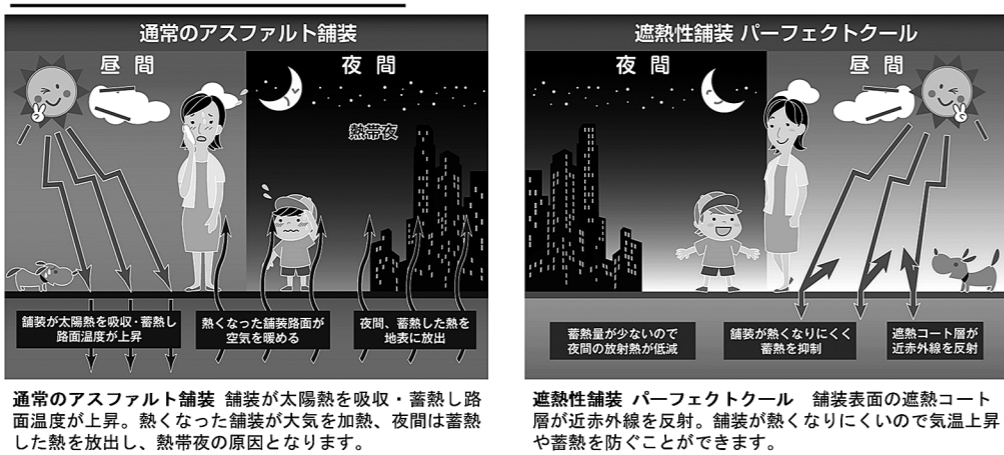 通常のアスファルト舗装
昼間
夜間
熱帯夜
舗装が太陽熱を吸収・蓄熱し
路面温度が上昇
熱くなった舗装路面が
空気を暖める
夜間、蓄熱した熱を
地表に放出
通常のアスファルト舗装 舗装が太陽熱を吸収・蓄熱し路
面温度が上昇。熱くなった舗装が大気を加熱、夜間は蓄熱
した熱を放出し、熱帯夜の原因となります。
遮熱性舗装 パーフェクトクール
夜間
昼間
蓄熱量が少ないので
夜間の放射熱が低減
舗装が熱くなりにくく
蓄熱を抑制
遮熱コート層が
近赤外線を反射
遮熱性舗装 パーフェクトクール 舗装表面の遮熱コート
層が近赤外線を反射。舗装が熱くなりにくいので気温上昇
や蓄熱を防ぐことができます。